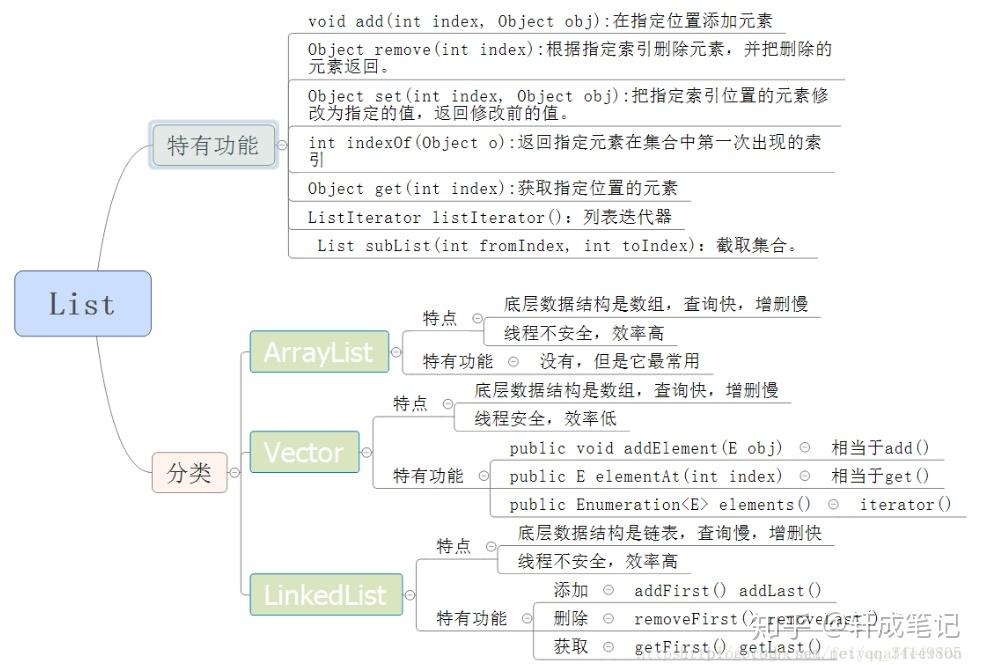 void add(int index, Object obj):在指定位置添加元素
Object remove(int index):根据指定索引删除元素，并把删除的
元素返回。
Object set(int index, Object obj):把指定索引位置的元素修
改为指定的值，返回修改前的值。
特有功能
int indexOf(Object o):返回指定元素在集合中第一次出现的索
引
Object get(int index):获取指定位置的元素
ListIterator listIterator()：列表迭代器
List subList(int fromIndex, int toIndex)：截取集合。
List
分类
ArrayList
特点
底层数据结构是数组，查询快，增删慢
线程不安全，效率高
特有功能
没有，但是它最常用
Vector
特点
底层数据结构是数组，查询快，增删慢
线程安全，效率低
特有功能
public void addElement(E obj) 相当于add()
public E elementAt(int index) 相当于get()
public Enumeration<E> elements() iterator()
LinkedList
特点
底层数据结构是链表，查询慢，增删快
线程不安全，效率高
特有功能
添加 addFirst() addLast()
删除 removeFirst() removeLast()
获取 getFirst() getLast()
知乎 @轩成笔记